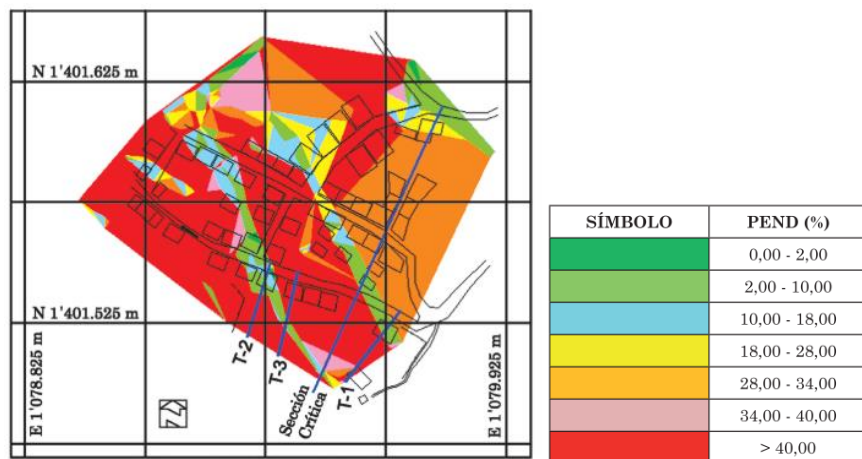 N 1'401.625 m
N 1'401.525 m
E 1'078.825 m
T-2
T-3
Sección
Crítica
T-1
E 1'079.925 m
N
SÍMBOLO PEND (%)
0,00 - 2,00
2,00 - 10,00
10,00 - 18,00
18,00 - 28,00
28,00 - 34,00
34,00 - 40,00
> 40,00